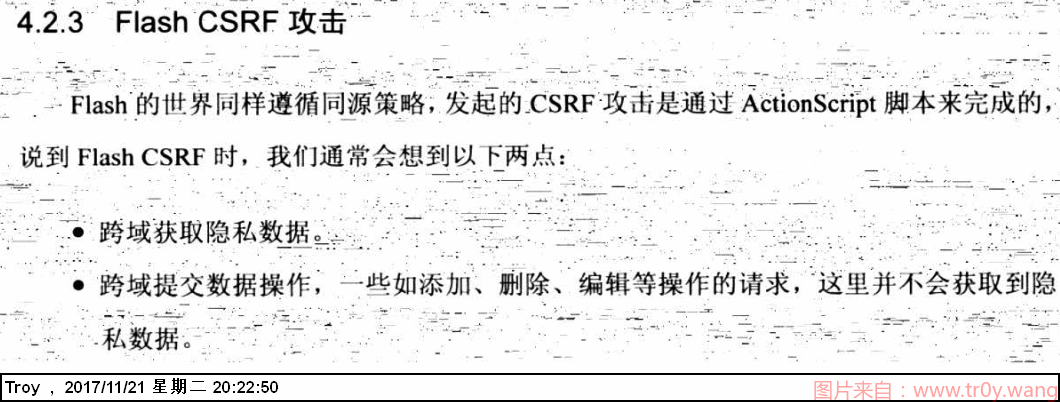 4.2.3 Flash CSRF 攻击
Flash 的世界同样遵循同源策略，发起的 CSRF 攻击是通过 ActionScript 脚本来完成的，
说到 Flash CSRF 时，我们通常会想到以下两点：
● 跨域获取隐私数据。
● 跨域提交数据操作，一些如添加、删除、编辑等操作的请求，这里并不会获取到隐
私数据。
Troy , 2017/11/21 星期二 20:22:50
图片来自：www.tr0y.wang